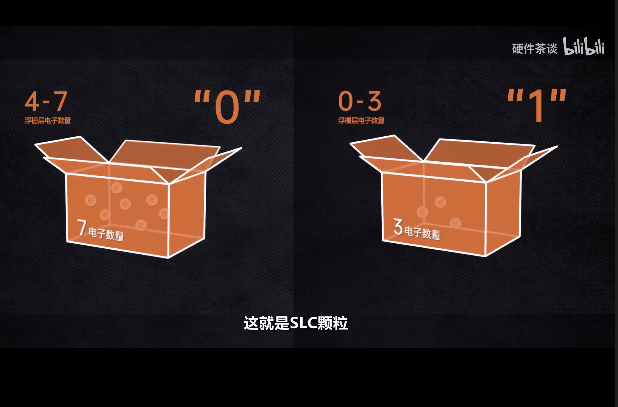 硬件茶谈 bilibili
4-7
浮栅层电子数量
"0"
7电子数量
0-3
浮栅层电子数量
"1"
3电子数量
这就是SLC颗粒